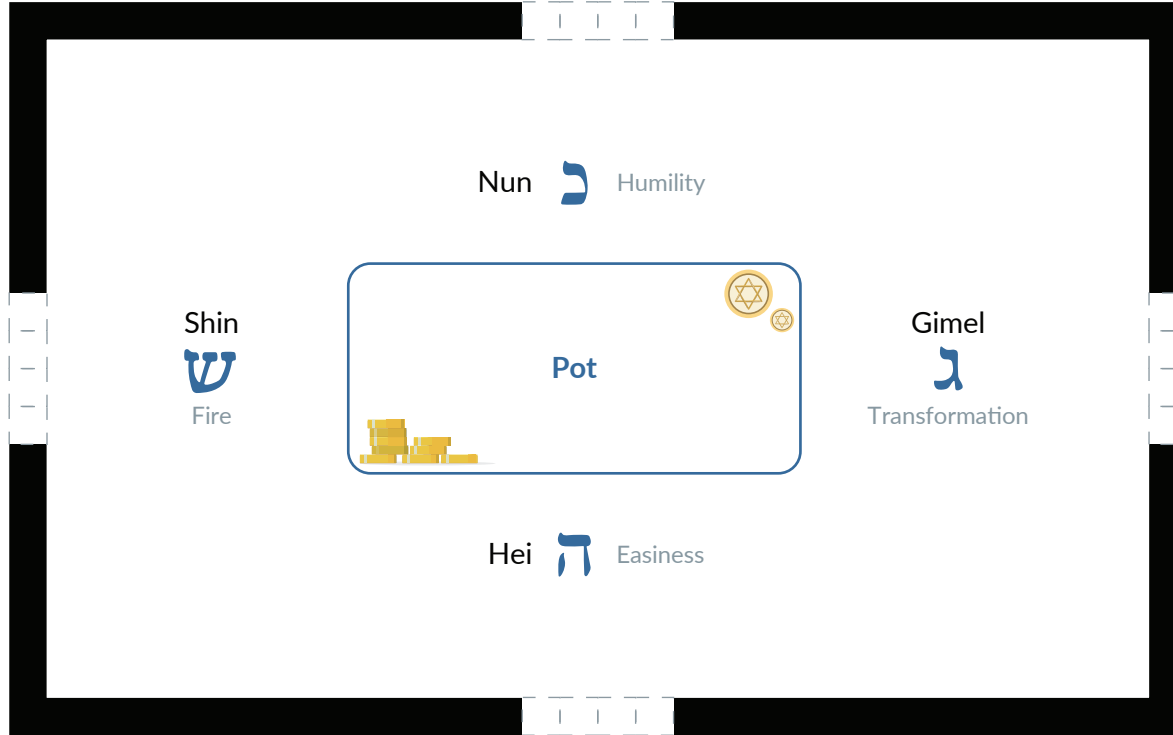 Nun נ Humility
Shin
ש
Fire
Pot
Gimel
ג
Transformation
Hei ה Easiness